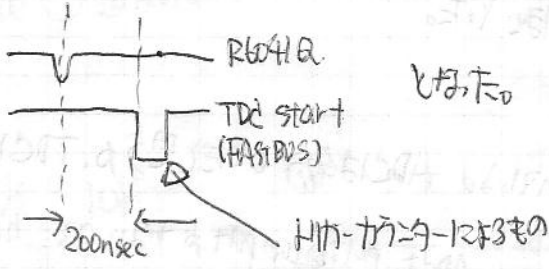 R6041Q
となった。
TDC start
(FASTBUS)
200nsec
トリガーカウンターによるもの